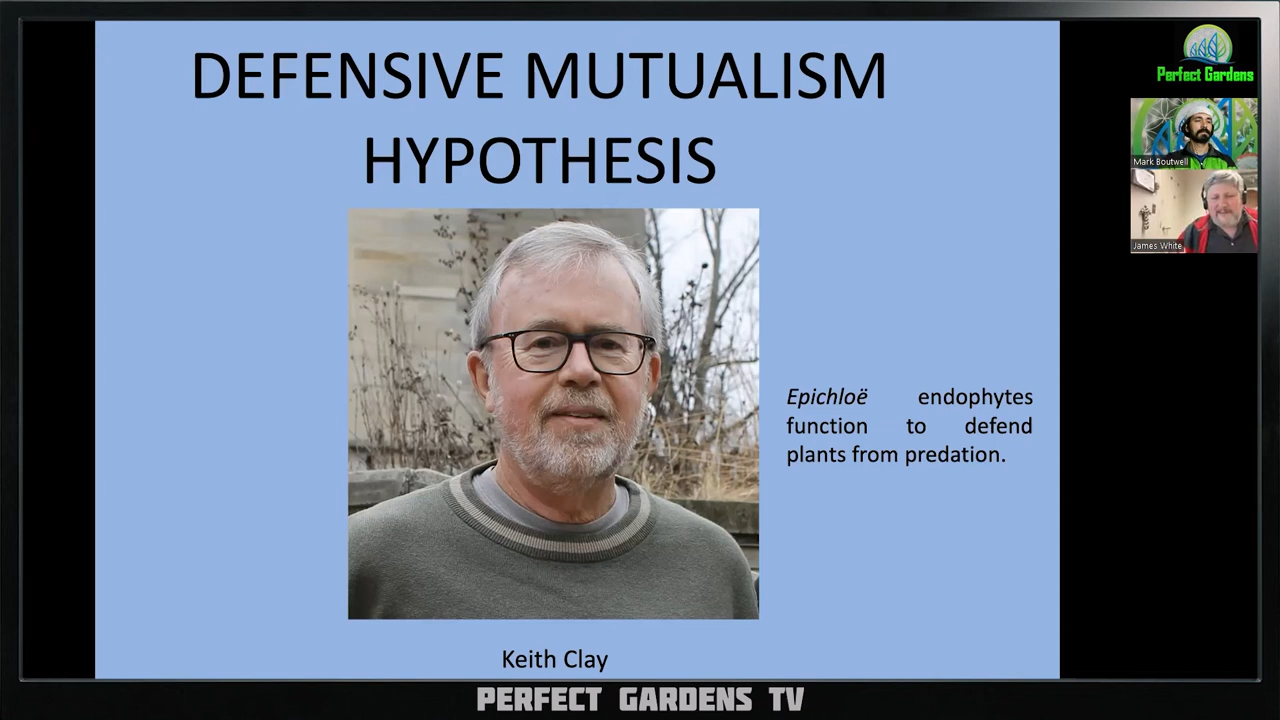 DEFENSIVE MUTUALISM
HYPOTHESIS
Perfect Gardens
Mark Boutwell
James White
Epichloë endophytes
function to defend
plants from predation.
Keith Clay
PERFECT GARDENS TV